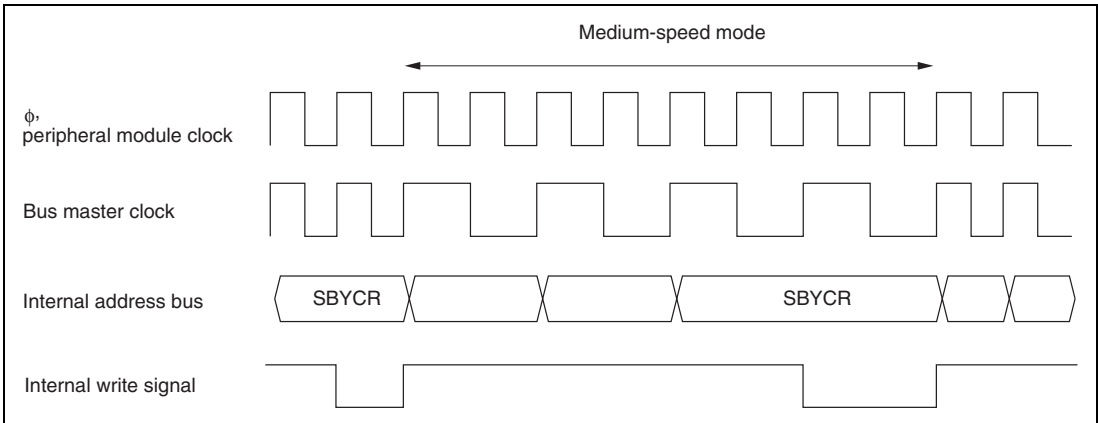 Medium-speed mode
ϕ,
peripheral module clock
Bus master clock
Internal address bus
SBYCR
SBYCR
Internal write signal